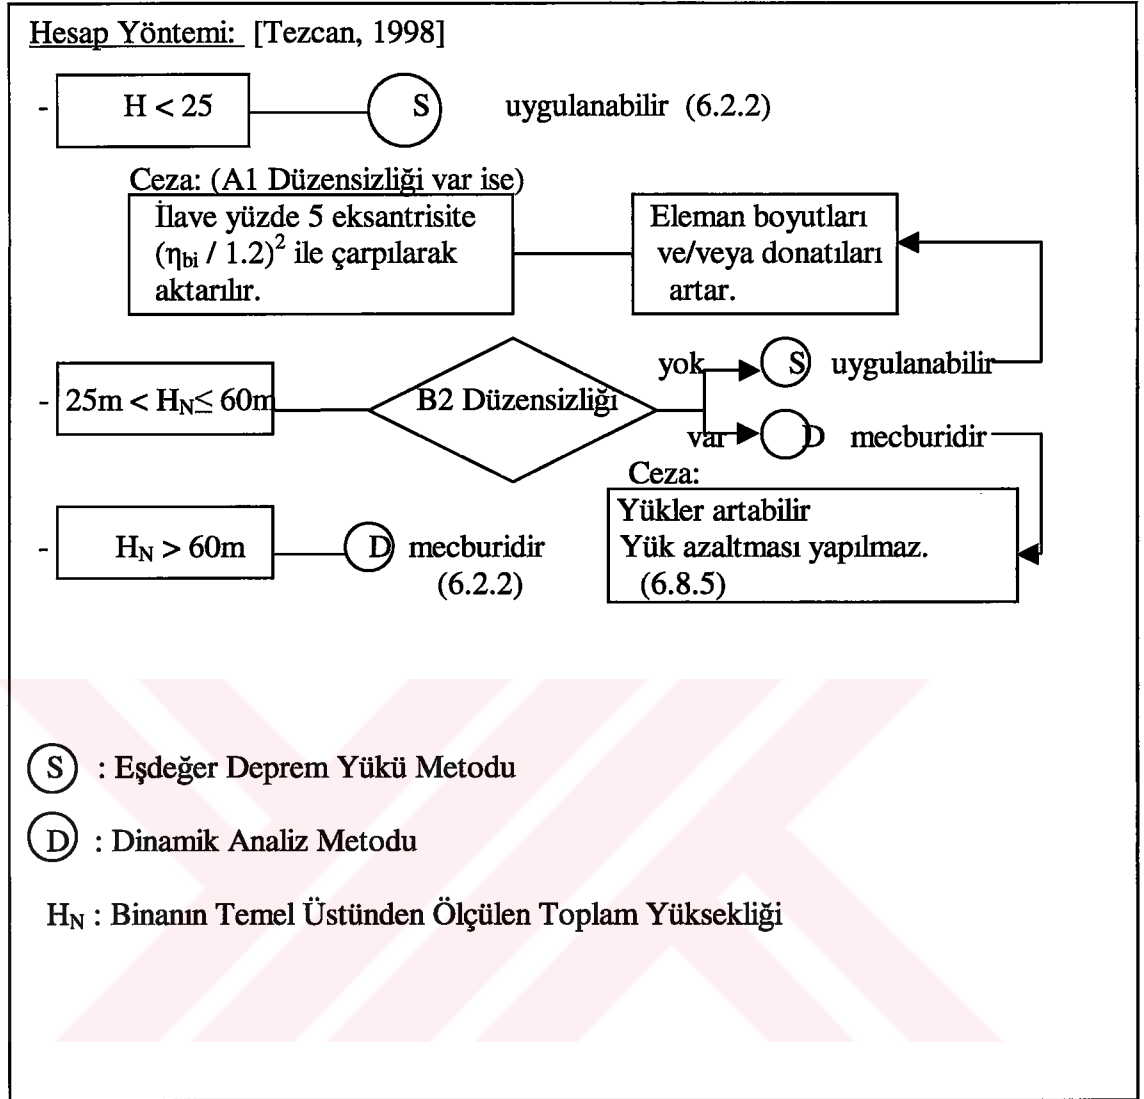 Hesap Yöntemi: [Tezcan, 1998]
- H < 25 S uygulanabilir (6.2.2)
Ceza: (A1 Düzensizliği var ise)
İlave yüzde 5 eksantrisite
(η_bi / 1.2)² ile çarpılarak
aktarılır.
Eleman boyutları
ve/veya donatıları
artar.
- 25m < H_N ≤ 60m
B2 Düzensizliği
yok S uygulanabilir
var D mecburidir
Ceza:
Yükler artabilir
Yük azaltması yapılmaz.
(6.8.5)
- H_N > 60m D mecburidir
(6.2.2)
S : Eşdeğer Deprem Yükü Metodu
D : Dinamik Analiz Metodu
H_N : Binanın Temel Üstünden Ölçülen Toplam Yüksekliği